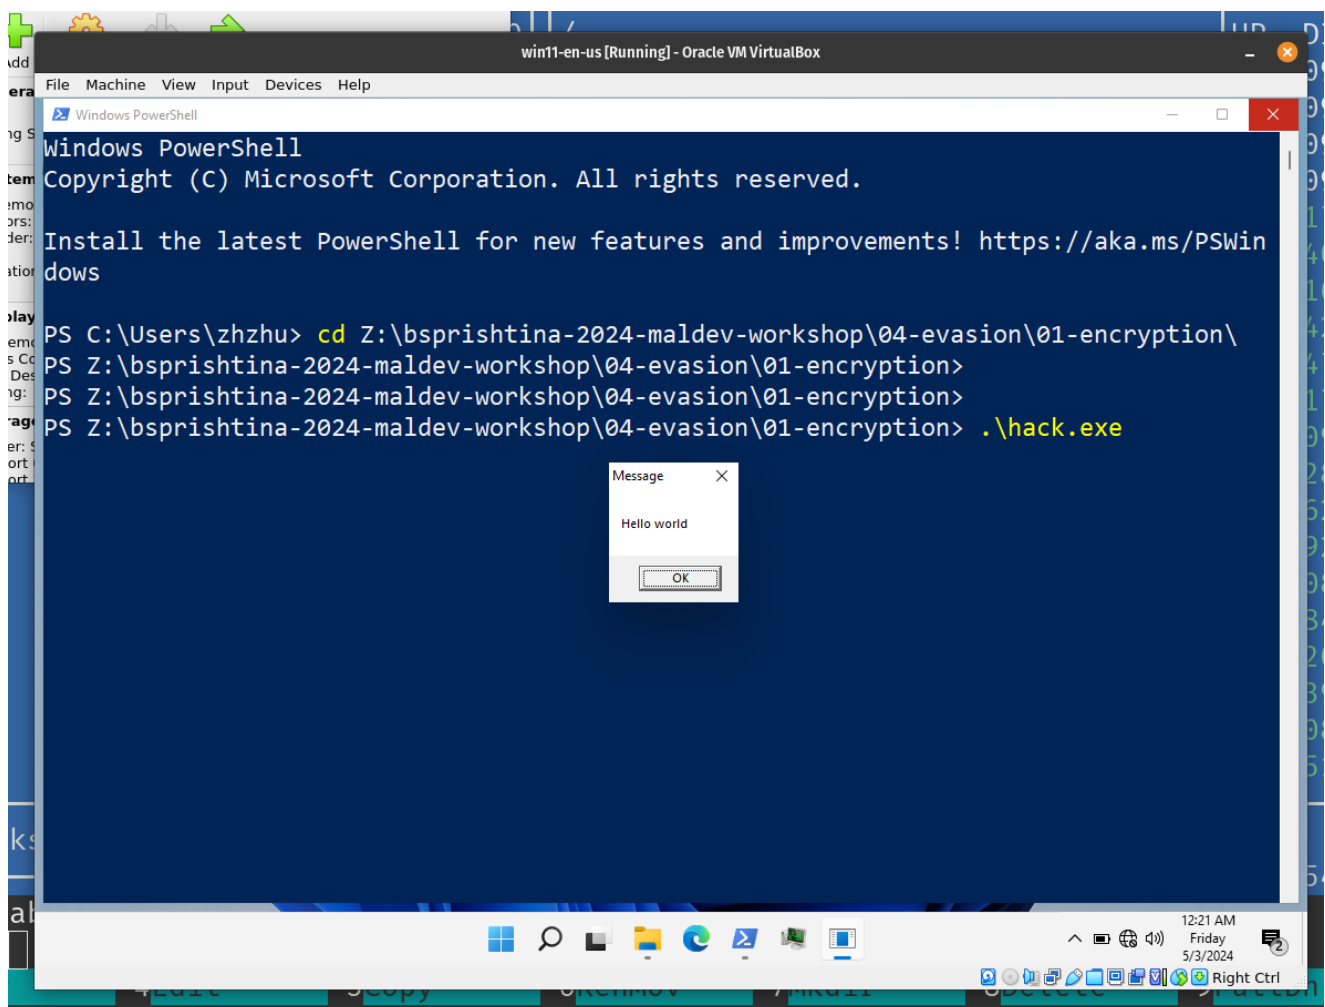 UP
win11-en-us [Running] - Oracle VM VirtualBox
File Machine View Input Devices Help
Windows PowerShell
Windows PowerShell
Copyright (C) Microsoft Corporation. All rights reserved.
Install the latest PowerShell for new features and improvements! https://aka.ms/PSWin
dows
PS C:\Users\zhzhu> cd Z:\bsprishtina-2024-maldev-workshop\04-evasion\01-encryption\
PS Z:\bsprishtina-2024-maldev-workshop\04-evasion\01-encryption>
PS Z:\bsprishtina-2024-maldev-workshop\04-evasion\01-encryption>
PS Z:\bsprishtina-2024-maldev-workshop\04-evasion\01-encryption> .\hack.exe
Message
Hello world
OK
12:21 AM
Friday
5/3/2024
2
Right Ctrl